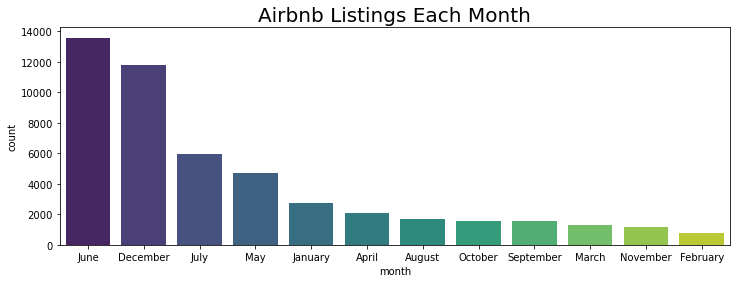 Airbnb Listings Each Month
count
14000
12000
10000
8000
6000
4000
2000
0
June December July May January April August October September March November February
month